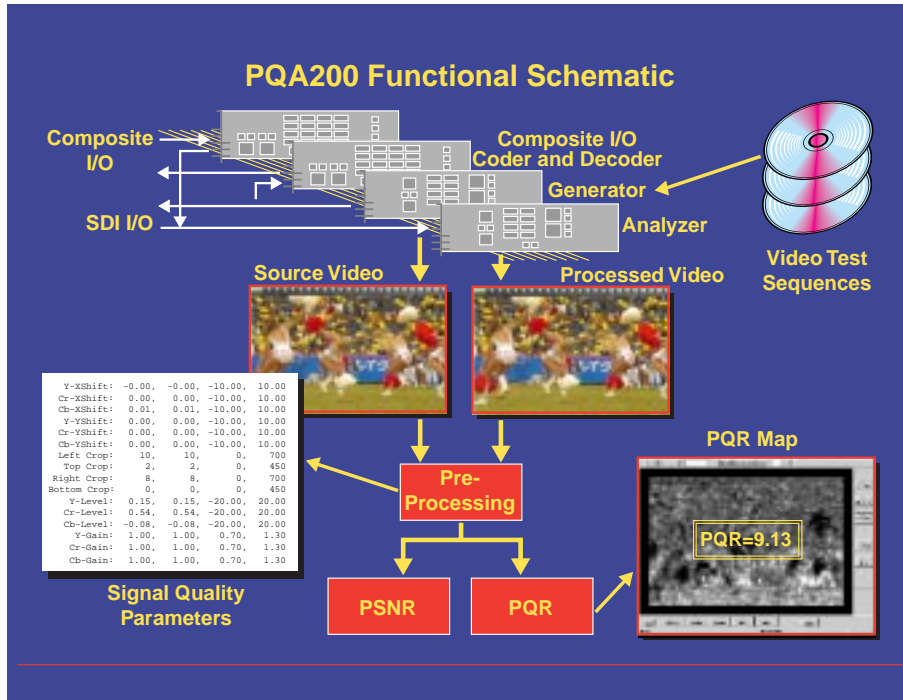 PQA200 Functional Schematic
Composite
I/O
Composite I/O
Coder and Decoder
Generator
SDI I/O
Analyzer
Video Test
Sequences
Source Video
Processed Video
Y-XShift: -0.00, -0.00, -10.00, 10.00
Cr-XShift: 0.00, 0.00, -10.00, 10.00
Cb-XShift: 0.01, 0.01, -10.00, 10.00
Y-YShift: 0.00, 0.00, -10.00, 10.00
Cr-YShift: 0.00, 0.00, -10.00, 10.00
Cb-YShift: 0.00, 0.00, -10.00, 10.00
Left Crop: 10, 10, 0, 700
Top Crop: 2, 2, 0, 450
Right Crop: 8, 8, 0, 700
Bottom Crop: 0, 0, 0, 450
Y-Level: 0.15, 0.15, -20.00, 20.00
Cr-Level: 0.54, 0.54, -20.00, 20.00
Cb-Level: -0.08, -0.08, -20.00, 20.00
Y-Gain: 1.00, 1.00, 0.70, 1.30
Cr-Gain: 1.00, 1.00, 0.70, 1.30
Cb-Gain: 1.00, 1.00, 0.70, 1.30
Signal Quality
Parameters
Pre-
Processing
PSNR
PQR
PQR Map
PQR=9.13